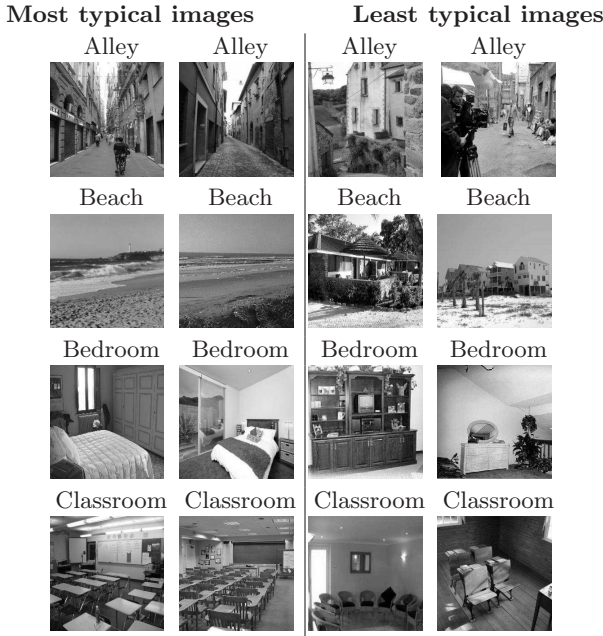 Most typical images Least typical images
Alley Alley Alley Alley
Beach Beach Beach Beach
Bedroom Bedroom Bedroom Bedroom
Classroom Classroom Classroom Classroom